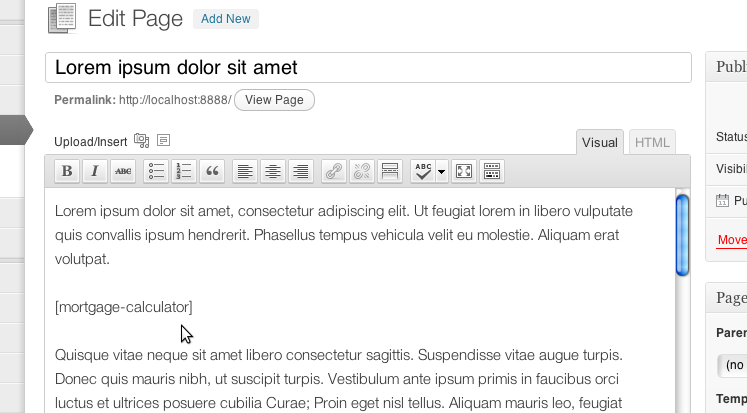 Edit Page Add New
Lorem ipsum dolor sit amet
Permalink: http://localhost:8888/ View Page
Upload/Insert
Visual HTML
B I ABC ABC
Lorem ipsum dolor sit amet, consectetur adipiscing elit. Ut feugiat lorem in libero vulputate
quis convallis ipsum hendrerit. Phasellus tempus vehicula velit eu molestie. Aliquam erat
volutpat.
[mortgage-calculator]
Quisque vitae neque sit amet libero consectetur sagittis. Suspendisse vitae augue turpis.
Donec quis mauris nibh, ut suscipit turpis. Vestibulum ante ipsum primis in faucibus orci
luctus et ultrices posuere cubilia Curae; Proin eget nisl tellus. Aliquam mauris leo, feugiat
Publ
Status
Visibi
Pu
Move
Page
Paren
(no
Temp